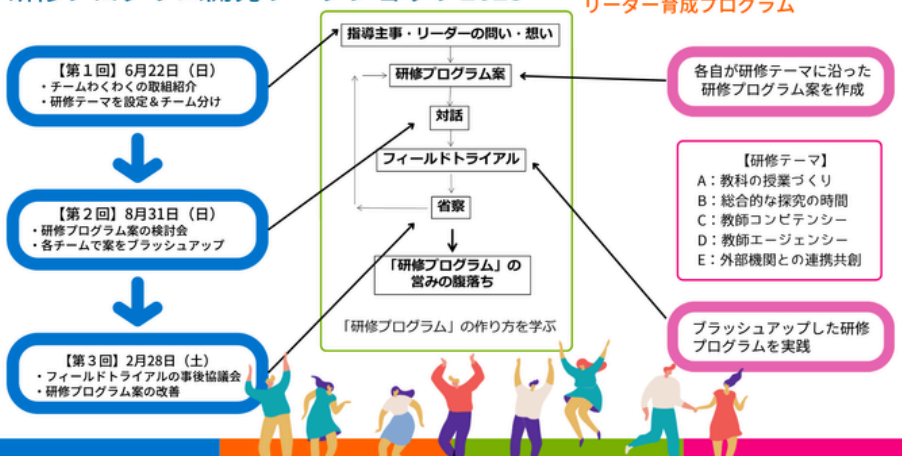 リーダー育成プログラム
【第1回】6月22日（日）
・チームわくわくの取組紹介
・研修テーマを設定＆チーム分け
【第2回】8月31日（日）
・研修プログラム案の検討会
・各チームで案をブラッシュアップ
【第3回】2月28日（土）
・フィールドトライアルの事後協議会
・研修プログラム案の改善
指導主事・リーダーの問い・想い
研修プログラム案
対話
フィールドトライアル
省察
「研修プログラム」の
営みの腹落ち
「研修プログラム」の作り方を学ぶ
各自が研修テーマに沿った
研修プログラム案を作成
【研修テーマ】
A：教科の授業づくり
B：総合的な探究の時間
C：教師コンピテンシー
D：教師エージェンシー
E：外部機関との連携共創
ブラッシュアップした研修
プログラムを実践